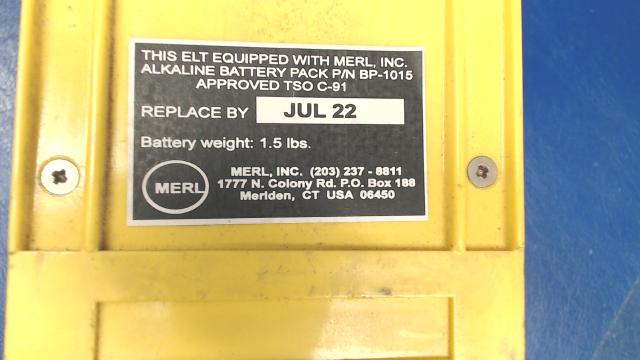 THIS ELT EQUIPPED WITH MERL, INC.
ALKALINE BATTERY PACK P/N BP-1015
APPROVED TSO C-91
REPLACE BY JUL 22
Battery weight: 1.5 lbs.
MERL
MERL, INC. (203) 237 - 8811
1777 N. Colony Rd. P.O. Box 188
Meriden, CT USA 06450